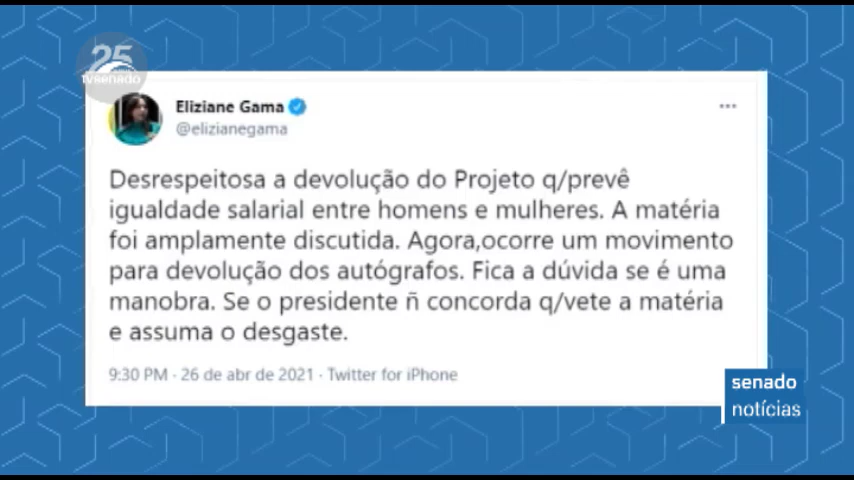 25
tv senado
Eliziane Gama
@elizianegama
Desrespeitosa a devolução do Projeto q/prevê
igualdade salarial entre homens e mulheres. A matéria
foi amplamente discutida. Agora,ocorre um movimento
para devolução dos autógrafos. Fica a dúvida se é uma
manobra. Se o presidente ñ concorda q/vete a matéria
e assuma o desgaste.
9:30 PM · 26 de abr de 2021 · Twitter for iPhone
senado
notícias